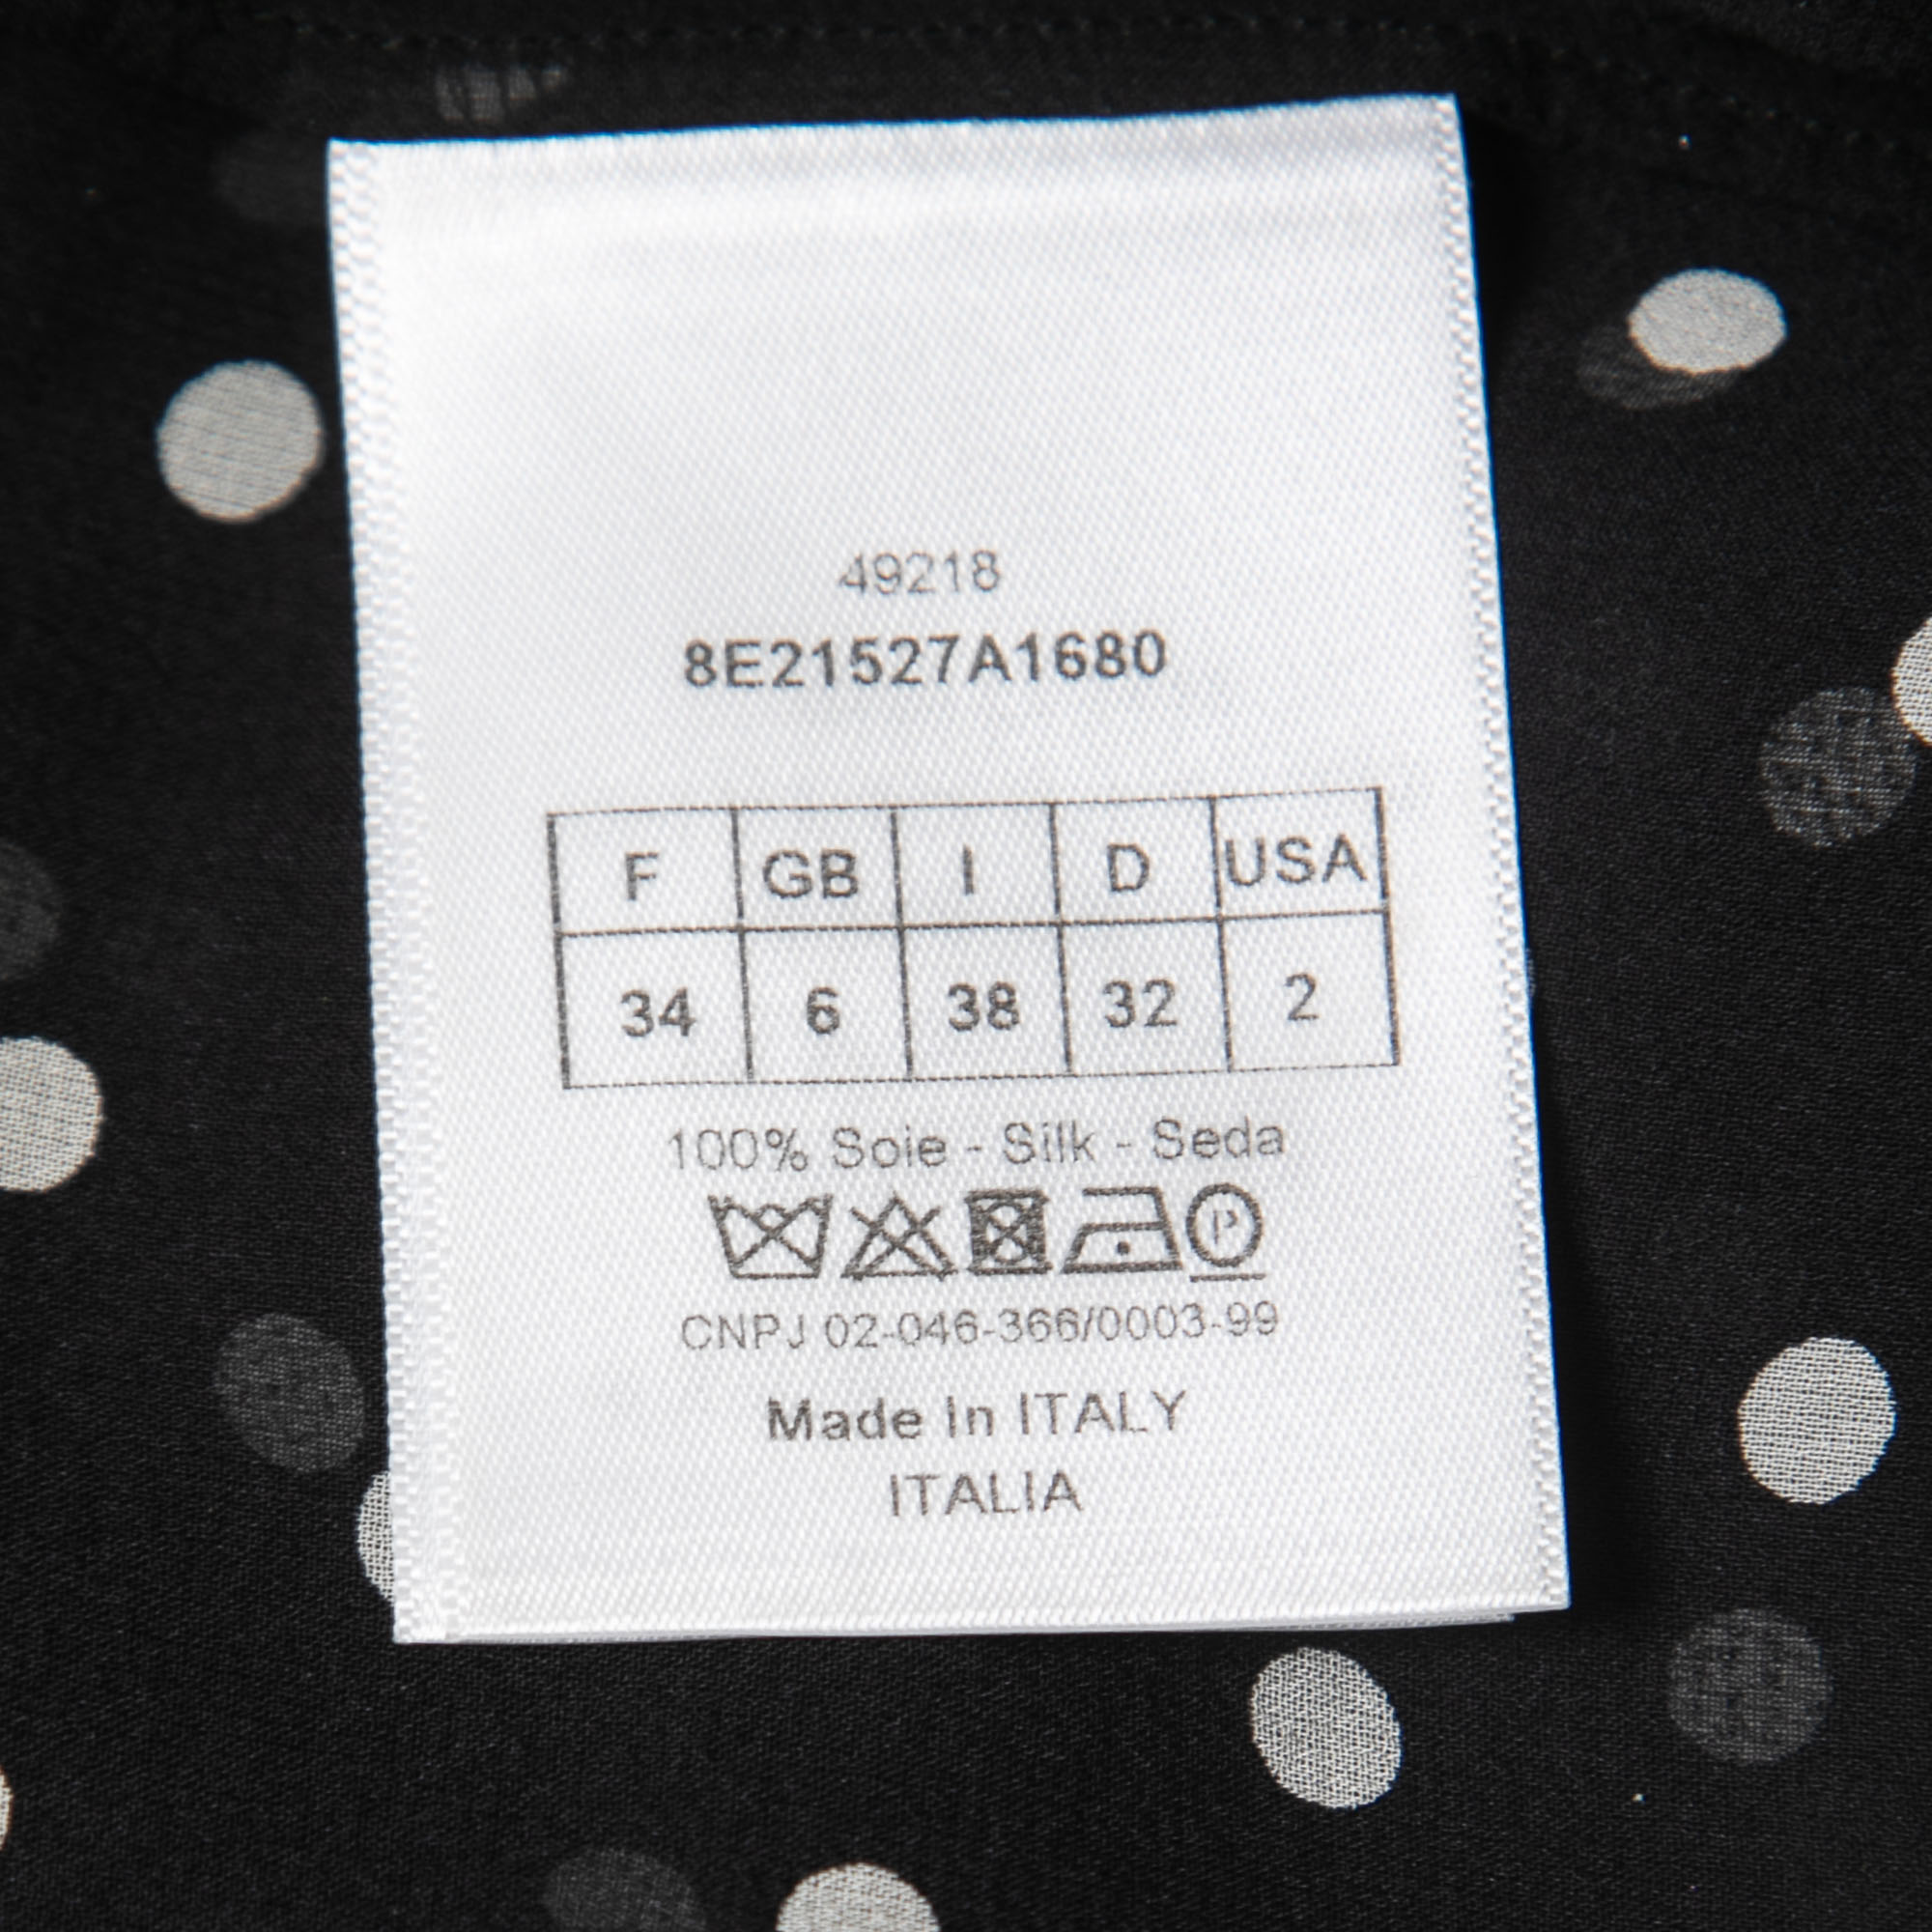 49218
8E21527A1680
F GB I D USA
34 6 38 32 2
100% Soie - Silk - Seda
P
CNPJ 02-046-366/0003-99
Made In ITALY
ITALIA